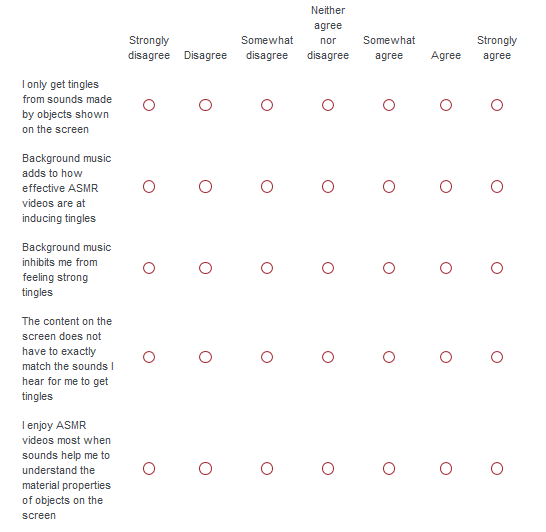 Strongly disagree
Disagree
Somewhat disagree
Neither agree nor disagree
Somewhat agree
Agree
Strongly agree
I only get tingles
from sounds made
by objects shown
on the screen
Background music
adds to how
effective ASMR
videos are at
inducing tingles
Background music
inhibits me from
feeling strong
tingles
The content on the
screen does not
have to exactly
match the sounds I
hear for me to get
tingles
I enjoy ASMR
videos most when
sounds help me to
understand the
material properties
of objects on the
screen